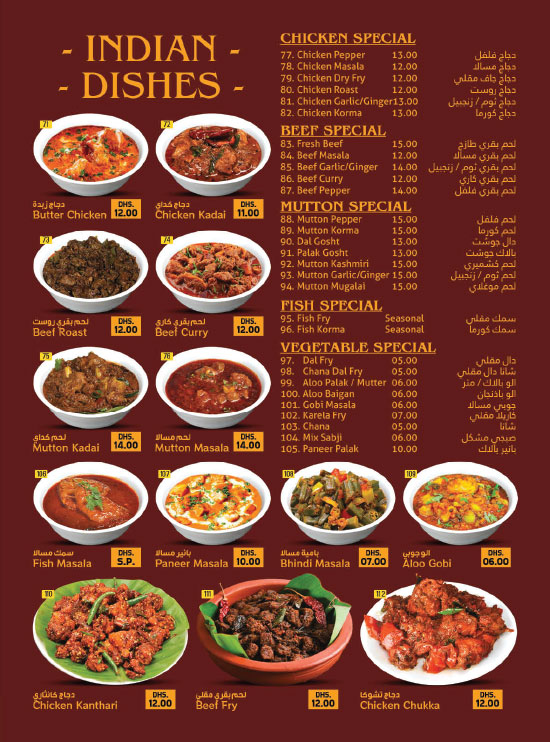 - INDIAN -
- DISHES -
71
دجاج زبدة
Butter Chicken
DHS.
12.00
72
دجاج كداي
Chicken Kadai
DHS.
11.00
73
لحم بقري روست
Beef Roast
DHS.
12.00
74
لحم بقري كاري
Beef Curry
DHS.
12.00
75
لحم كداي
Mutton Kadai
DHS.
14.00
76
لحم مسالا
Mutton Masala
DHS.
14.00
CHICKEN SPECIAL
77. Chicken Pepper 13.00 دجاج فلفل
78. Chicken Masala 12.00 دجاج مسالا
79. Chicken Dry Fry 12.00 دجاج جاف مقلي
80. Chicken Roast 12.00 دجاج روست
81. Chicken Garlic/Ginger13.00 دجاج ثوم / زنجبيل
82. Chicken Korma 13.00 دجاج كورما
BEEF SPECIAL
83. Fresh Beef 15.00 لحم بقري طازج
84. Beef Masala 12.00 لحم بقري مسالا
85. Beef Garlic/Ginger 14.00 لحم بقري ثوم / زنجبيل
86. Beef Curry 12.00 لحم بقري كاري
87. Beef Pepper 14.00 لحم بقري فلفل
MUTTON SPECIAL
88. Mutton Pepper 15.00 لحم فلفل
89. Mutton Korma 15.00 لحم كورما
90. Dal Gosht 13.00 دال جوشت
91. Palak Gosht 13.00 بالاك جوشت
92. Mutton Kashmiri 15.00 لحم كشميري
93. Mutton Garlic/Ginger 15.00 لحم ثوم / زنجبيل
94. Mutton Mugalai 15.00 لحم موغلاي
FISH SPECIAL
95. Fish Fry Seasonal سمك مقلي
96. Fish Korma Seasonal سمك كورما
VEGETABLE SPECIAL
97. Dal Fry 05.00 دال مقلي
98. Chana Dal Fry 05.00 شانا دال مقلي
99. Aloo Palak / Mutter 06.00 الو بالاك / متر
100. Aloo Baigan 06.00 الو باذنجان
101. Gobi Masala 06.00 جوبي مسالا
102. Karela Fry 07.00 كاريلا مقلي
103. Chana 05.00 شانا
104. Mix Sabji 06.00 صبجي مشكل
105. Paneer Palak 10.00 بانير بالاك
106
سمك مسالا
Fish Masala
DHS.
S.P.
107
بانير مسالا
Paneer Masala
DHS.
10.00
108
بامية مسالا
Bhindi Masala
DHS.
07.00
109
الو جوبي
Aloo Gobi
DHS.
06.00
110
دجاج كانثاري
Chicken Kanthari
DHS.
12.00
111
لحم بقري مقلي
Beef Fry
DHS.
12.00
112
دجاج تشوكا
Chicken Chukka
DHS.
12.00